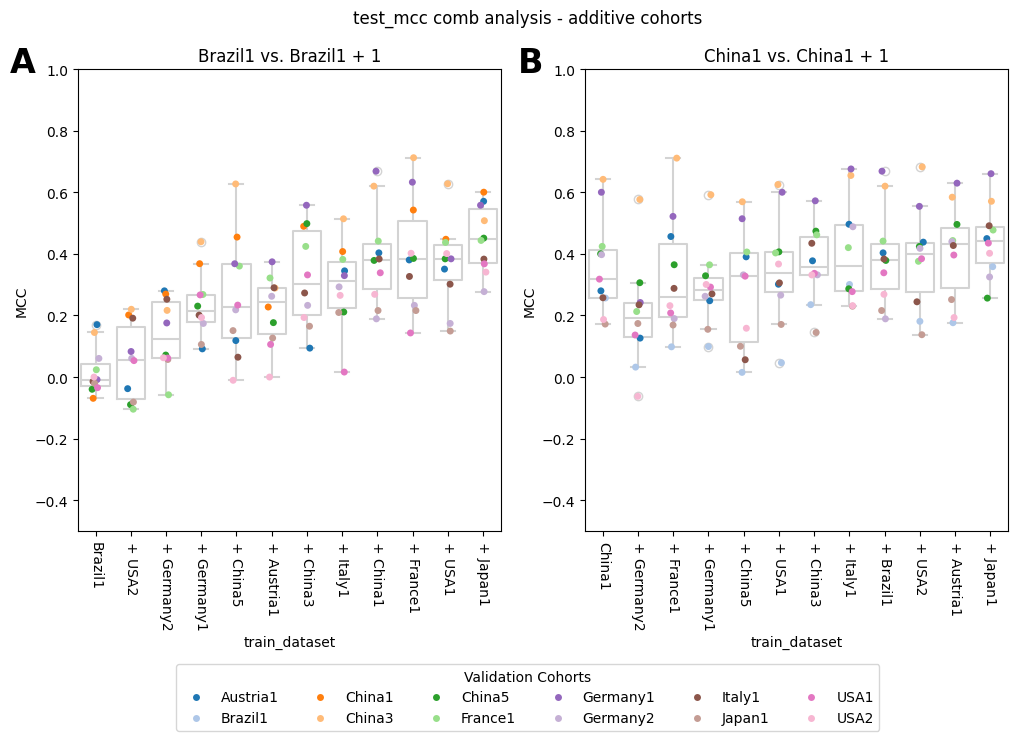 test_mcc comb analysis - additive cohorts
A
Brazil1 vs. Brazil1 + 1
MCC
1.0
0.8
0.6
0.4
0.2
0.0
−0.2
−0.4
Brazil1
+ USA2
+ Germany2
+ Germany1
+ China5
+ Austria1
+ China3
+ Italy1
+ China1
+ France1
+ USA1
+ Japan1
train_dataset
B
China1 vs. China1 + 1
MCC
1.0
0.8
0.6
0.4
0.2
0.0
−0.2
−0.4
China1
+ Germany2
+ France1
+ Germany1
+ China5
+ USA1
+ China3
+ Italy1
+ Brazil1
+ USA2
+ Austria1
+ Japan1
train_dataset
Validation Cohorts
Austria1 China1 China5 Germany1 Italy1 USA1
Brazil1 China3 France1 Germany2 Japan1 USA2